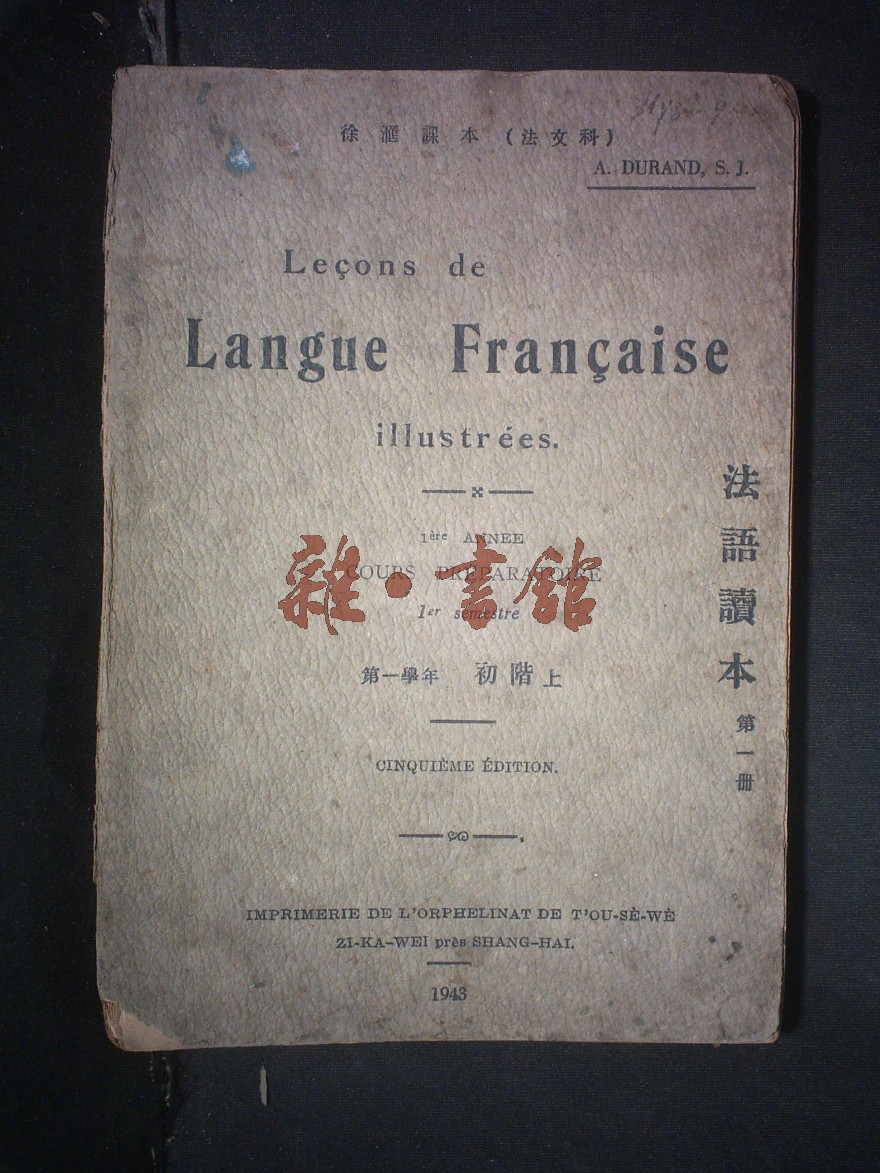 徐滙課本(法文科)
A. DURAND, S. J.
Leçons de
Langue Française
illustrées.
1ère ANNEE
COURS PRÉPARATOIRE
1er semestre
第一學年 初階上
CINQUIÈME ÉDITION.
IMPRIMERIE DE L'ORPHELINAT DE T'OU-SÈ-WÈ
ZI-KA-WEI près SHANG-HAI.
1943
法語讀本 第一冊
雜·書館